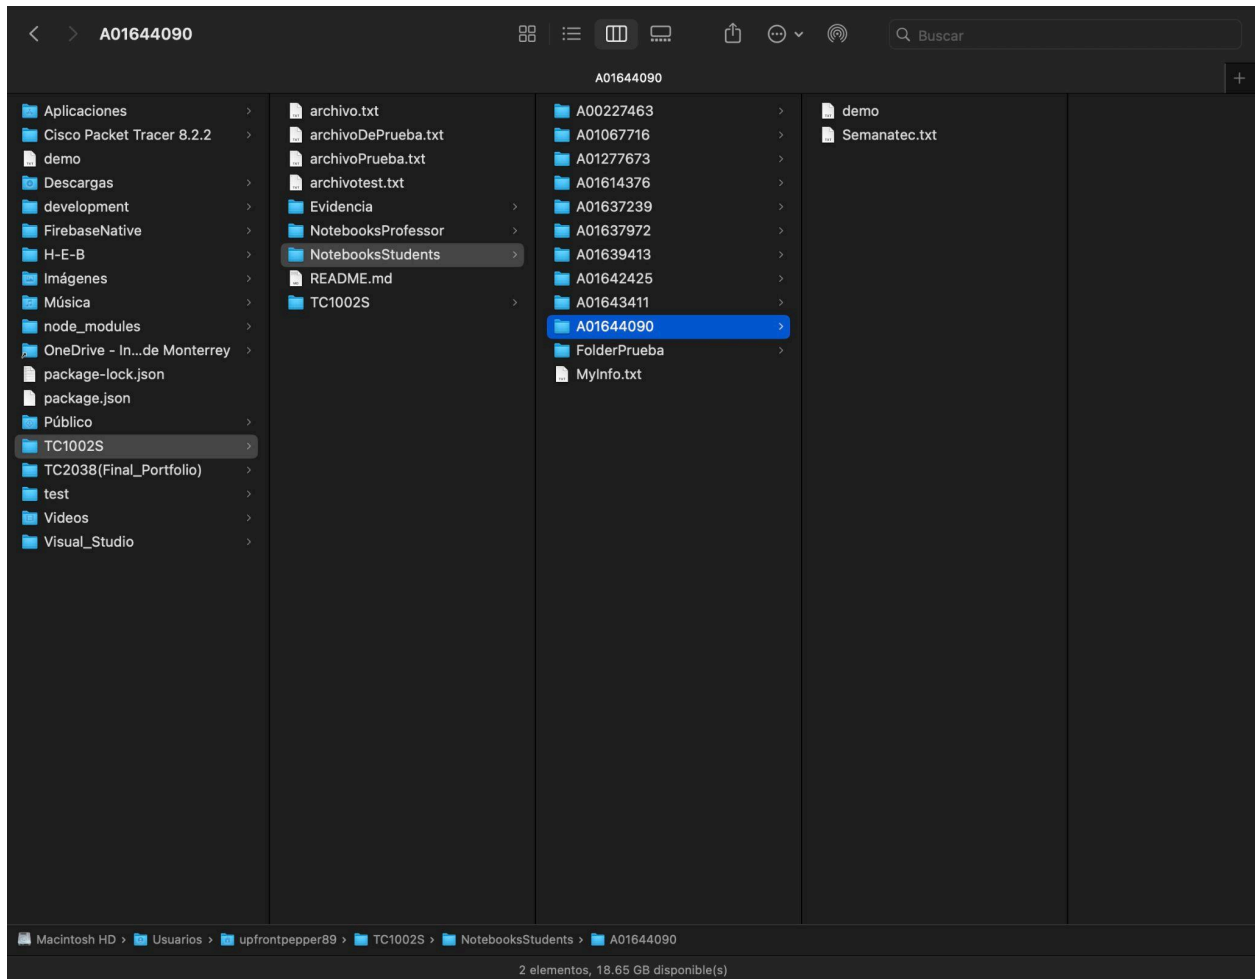 A01644090
Buscar
A01644090
Aplicaciones
Cisco Packet Tracer 8.2.2
demo
Descargas
development
FirebaseNative
H-E-B
Imágenes
Música
node_modules
OneDrive - In...de Monterrey
package-lock.json
package.json
Público
TC1002S
TC2038(Final_Portfolio)
test
Videos
Visual_Studio
archivo.txt
archivoDePrueba.txt
archivoPrueba.txt
archivotest.txt
Evidencia
NotebooksProfessor
NotebooksStudents
README.md
TC1002S
A00227463
A01067716
A01277673
A01614376
A01637239
A01637972
A01639413
A01642425
A01643411
A01644090
FolderPrueba
MyInfo.txt
demo
Semanatec.txt
Macintosh HD › Usuarios › upfrontpepper89 › TC1002S › NotebooksStudents › A01644090
2 elementos, 18.65 GB disponible(s)